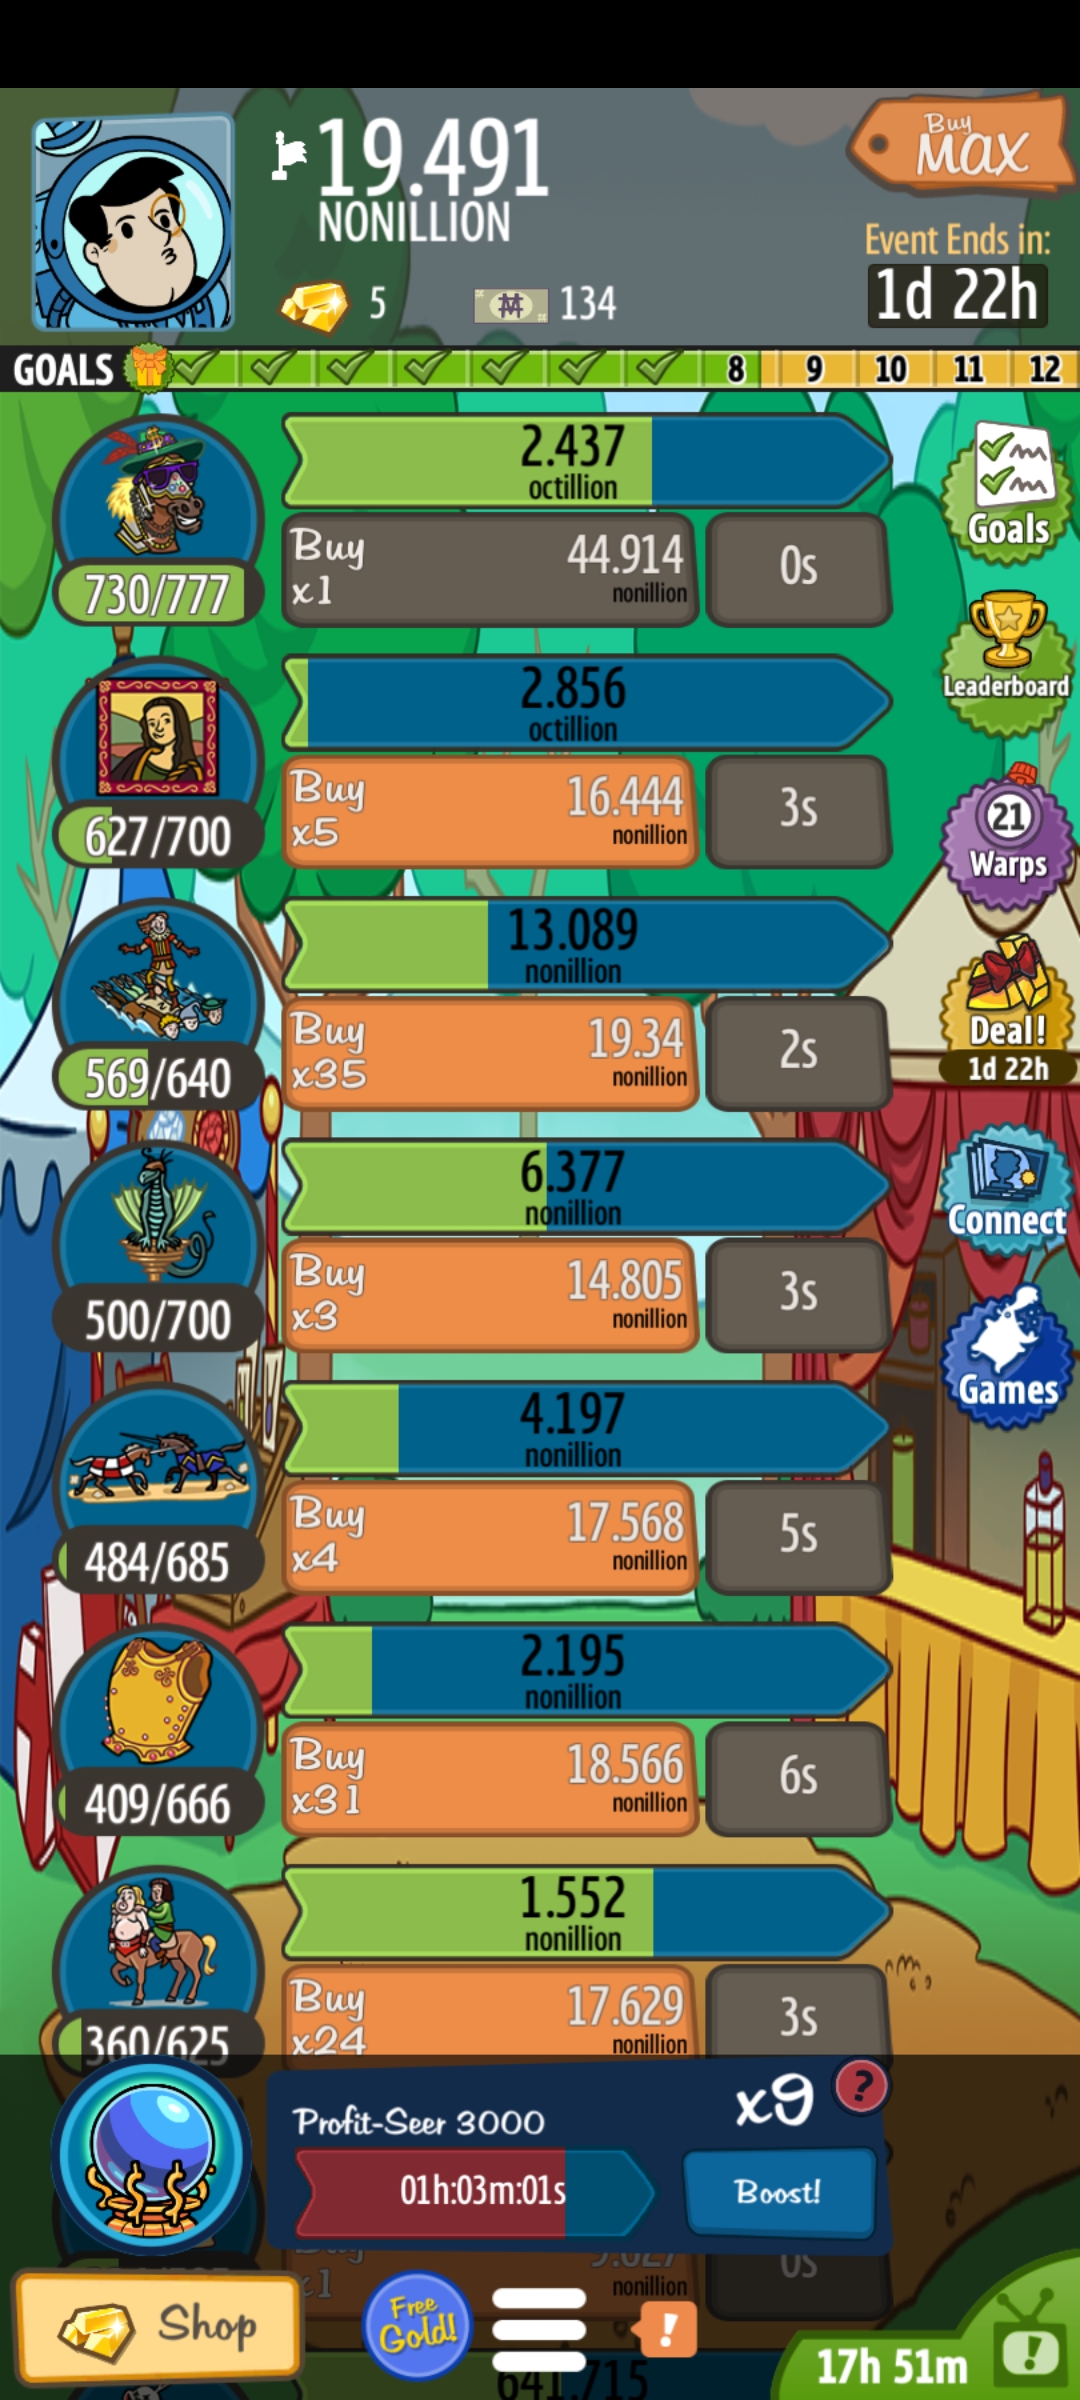 19.491
NONILLION
5
134
Buy
MAX
Event Ends in:
1d 22h
GOALS
8 9 10 11 12
2.437
octillion
730/777
Buy
x1
44.914
nonillion
0s
2.856
octillion
627/700
Buy
x5
16.444
nonillion
3s
13.089
nonillion
569/640
Buy
x35
19.34
nonillion
2s
6.377
nonillion
500/700
Buy
x3
14.805
nonillion
3s
4.197
nonillion
484/685
Buy
x4
17.568
nonillion
5s
2.195
nonillion
409/666
Buy
x31
18.566
nonillion
6s
1.552
nonillion
360/625
Buy
x24
17.629
nonillion
3s
Goals
Leaderboard
21
Warps
Deal!
1d 22h
Connect
Games
Profit-Seer 3000
x9
?
01h:03m:01s
Boost!
x1
nonillion
0s
Shop
Free
Gold!
!
641.715
17h 51m
!